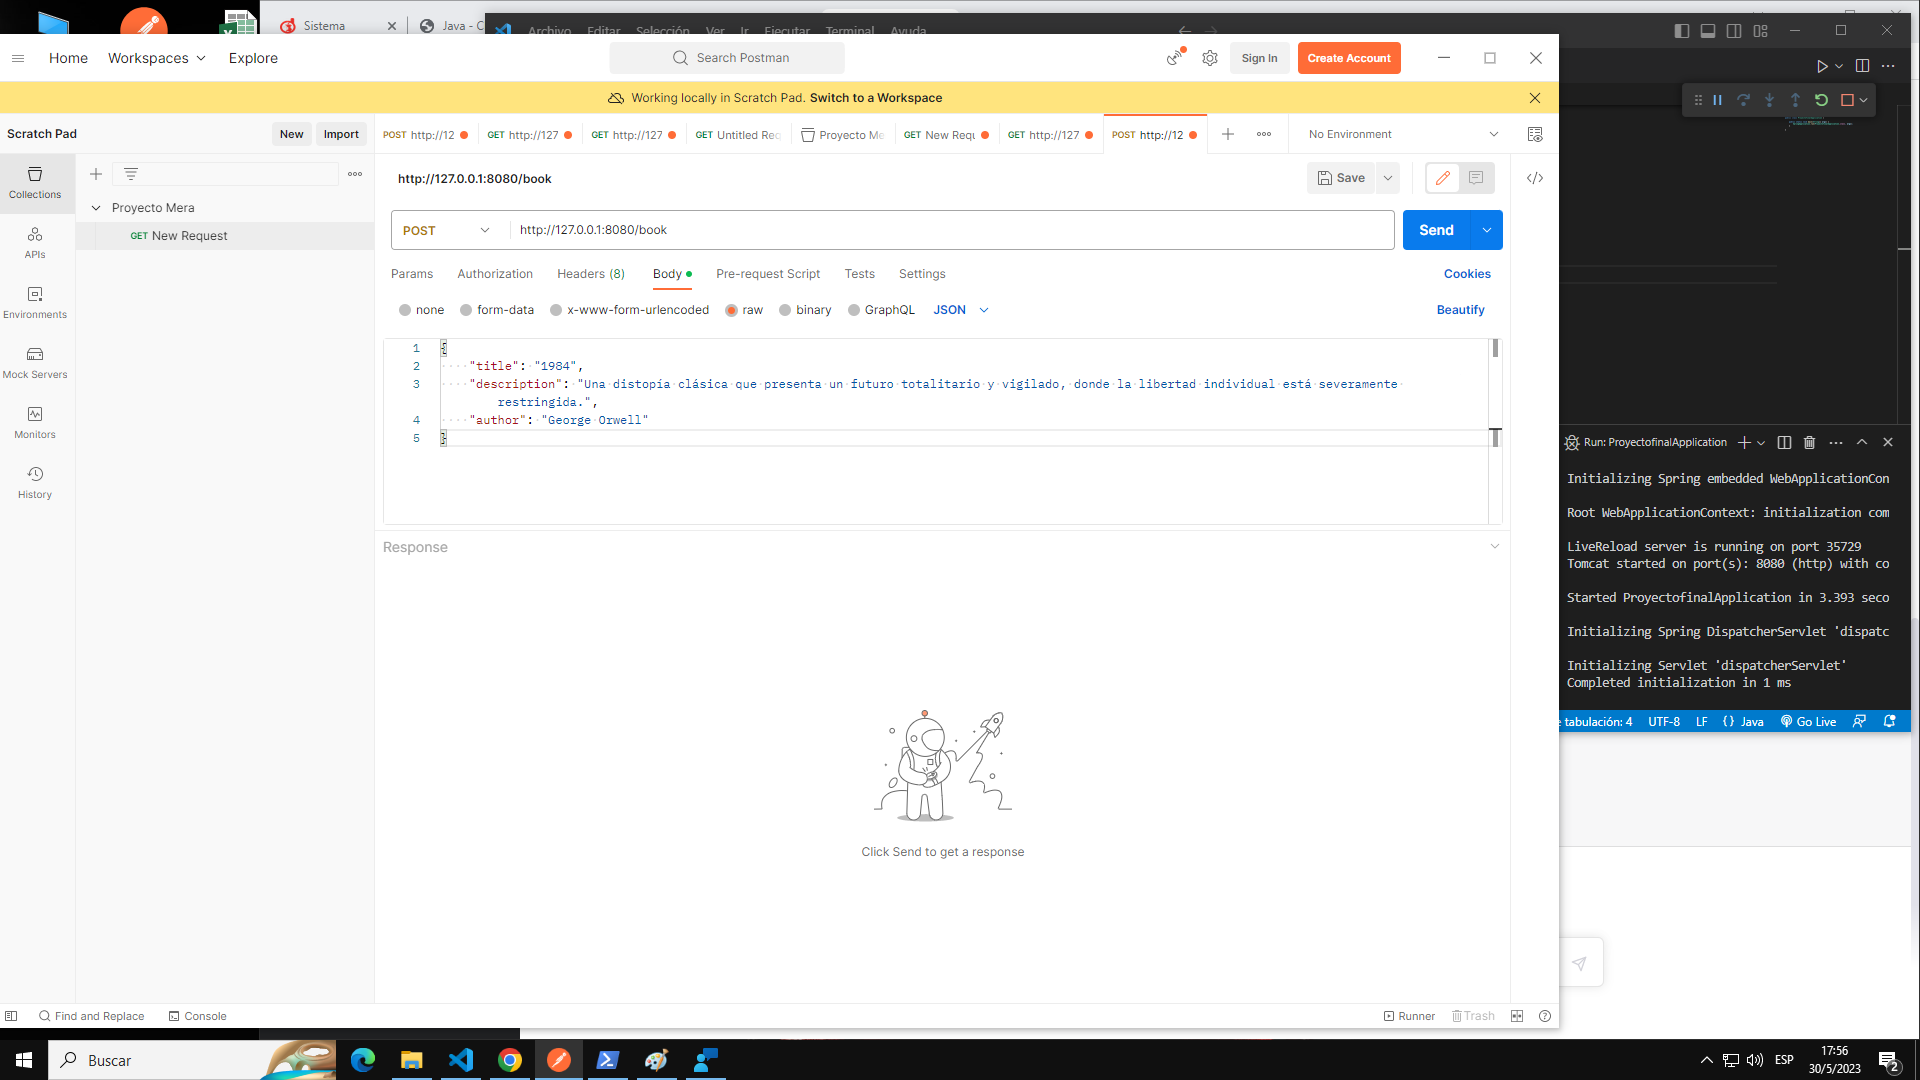 Sistema
Java - C
Archivo Editar Selección Ver Ir Ejecutar Terminal Ayuda
Home Workspaces Explore
Search Postman
Sign In
Create Account
Working locally in Scratch Pad. Switch to a Workspace
Scratch Pad
New
Import
POST http://12
GET http://127
GET http://127
GET Untitled Req
Proyecto Me
GET New Requ
GET http://127
POST http://12
No Environment
Collections
APIs
Environments
Mock Servers
Monitors
History
Proyecto Mera
GET New Request
http://127.0.0.1:8080/book
Save
POST
http://127.0.0.1:8080/book
Send
Params Authorization Headers (8) Body Pre-request Script Tests Settings
Cookies
none form-data x-www-form-urlencoded raw binary GraphQL JSON
Beautify
1 {
2 "title": "1984",
3 "description": "Una distopía clásica que presenta un futuro totalitario y vigilado, donde la libertad individual está severamente
restringida.",
4 "author": "George Orwell"
5 }
Response
Click Send to get a response
Run: ProyectofinalApplication
Initializing Spring embedded WebApplicationCon
Root WebApplicationContext: initialization com
LiveReload server is running on port 35729
Tomcat started on port(s): 8080 (http) with co
Started ProyectofinalApplication in 3.393 seco
Initializing Spring DispatcherServlet 'dispatc
Initializing Servlet 'dispatcherServlet'
Completed initialization in 1 ms
e tabulación: 4 UTF-8 LF {} Java Go Live
Find and Replace
Console
Runner
Trash
Buscar
ESP
17:56
30/5/2023
2